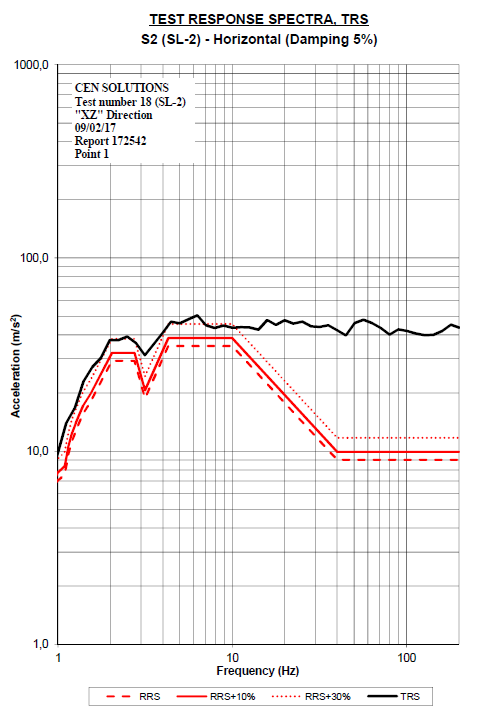 TEST RESPONSE SPECTRA, TRS
S2 (SL-2) - Horizontal (Damping 5%)
1000,0
CEN SOLUTIONS
Test number 18 (SL-2)
"XZ" Direction
09/02/17
Report 172542
Point 1
100,0
Acceleration (m/s²)
10,0
1,0
1 10 100
Frequency (Hz)
RRS RRS+10% RRS+30% TRS